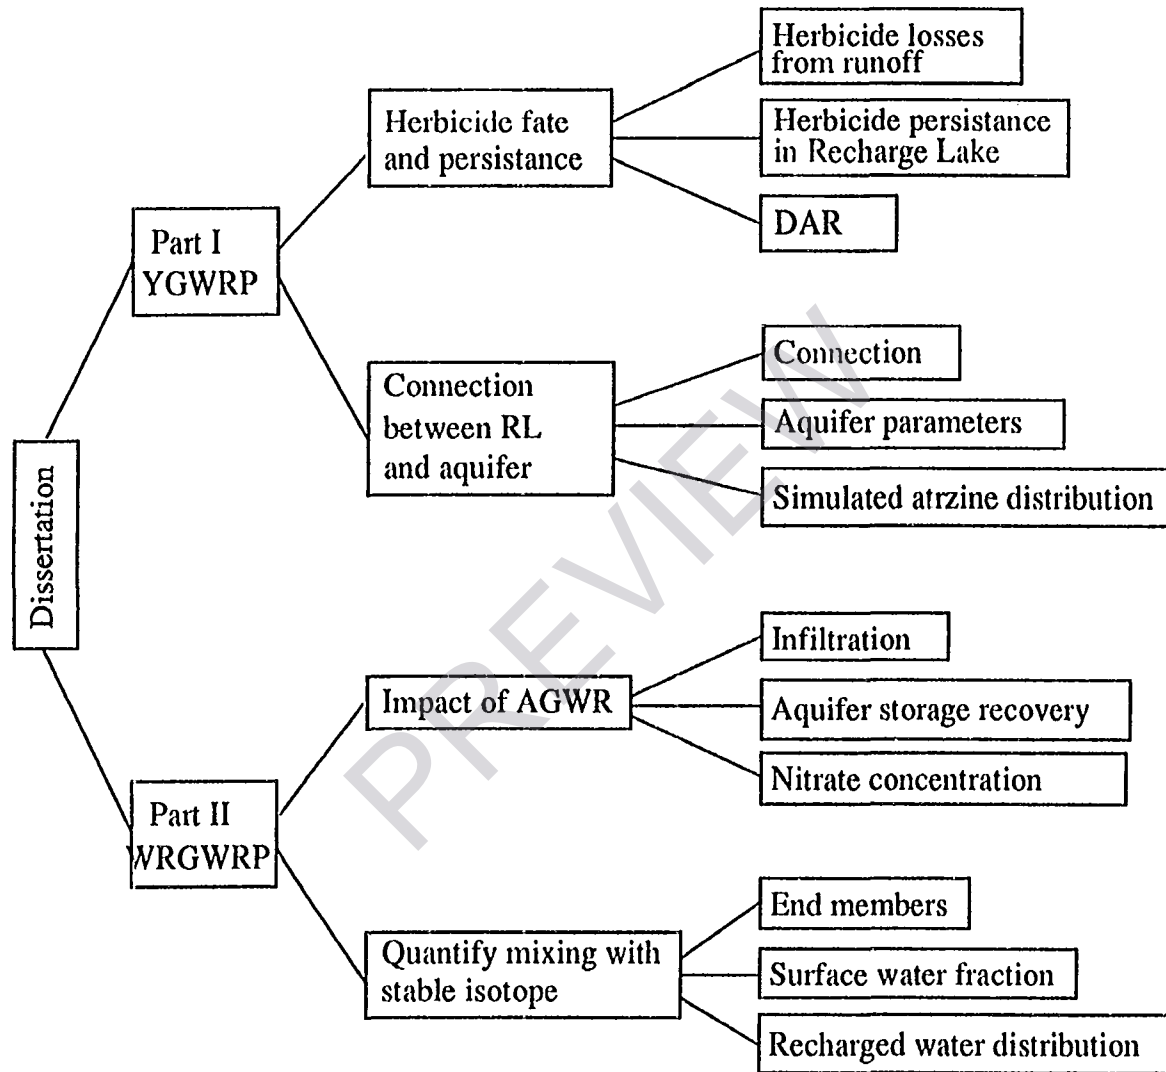 Dissertation
Part I
YGWRP
Herbicide fate
and persistance
Herbicide losses
from runoff
Herbicide persistance
in Recharge Lake
DAR
Connection
between RL
and aquifer
Connection
Aquifer parameters
Simulated atrzine distribution
Part II
WRGWRP
Impact of AGWR
Infiltration
Aquifer storage recovery
Nitrate concentration
Quantify mixing with
stable isotope
End members
Surface water fraction
Recharged water distribution
PREVIEW